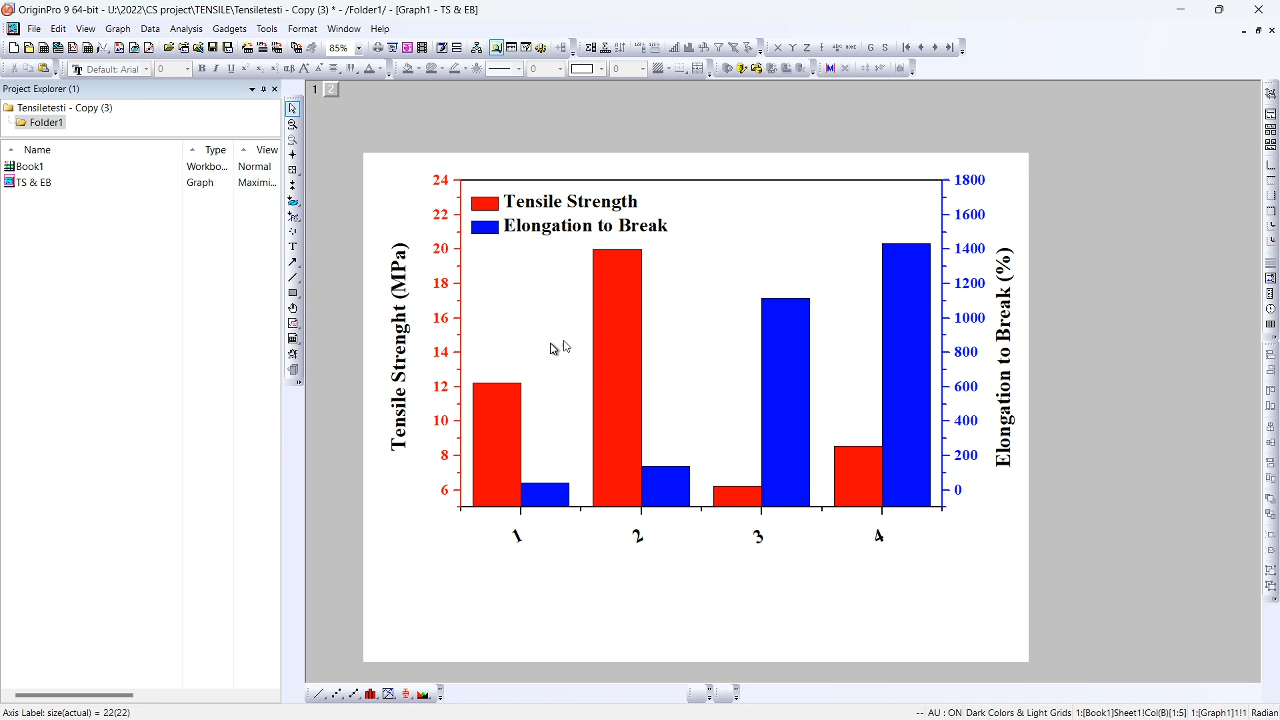 OriginPro 9 64-bit - U:\2022\CS project\TENSILE\Tensiletesti - Copy (3) * - /Folder1/ - [Graph1 - TS & EB]
File Edit View Graph Data Analysis Gadgets Tools Format Window Help
85%
Default: Arial 0 B I U 0 0
Project Explorer (1)
1 2
Tensiletesti - Copy (3)
Folder1
Name Type View
Book1 Workbo... Normal
TS & EB Graph Maximi...
Tensile Strength
Elongation to Break
Tensile Strenght (MPa)
24
22
20
18
16
14
12
10
8
6
1800
1600
1400
1200
1000
800
600
400
200
0
Elongation to Break (%)
1 2 3 4
Axis Label: size(actual) = 22(22)
-- AU : ON Dark Colors & Light Grids 1:[Book1]Sheet1!Col(B)[1:5] 1:[Graph1]1!1 Radian